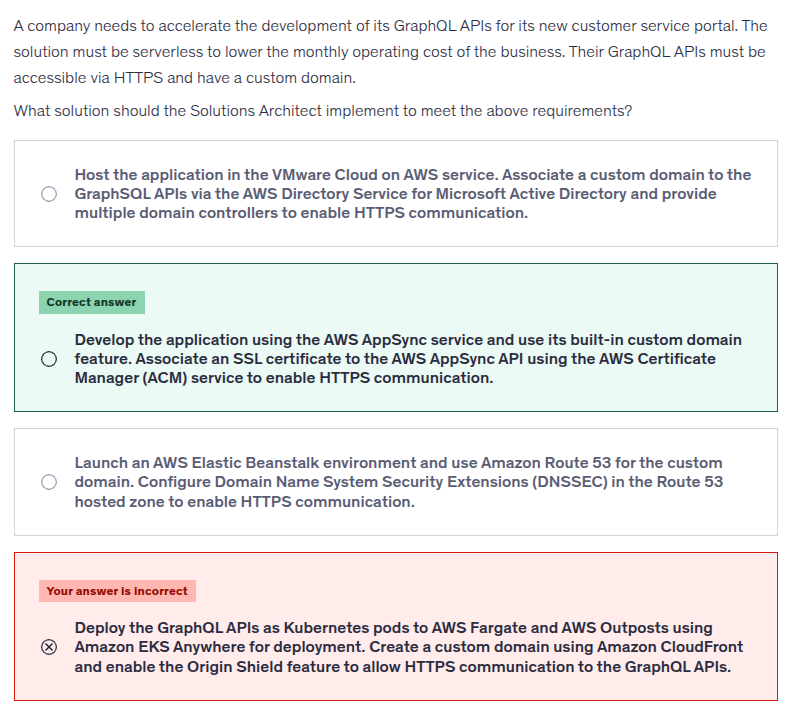 A company needs to accelerate the development of its GraphQL APIs for its new customer service portal. The
solution must be serverless to lower the monthly operating cost of the business. Their GraphQL APIs must be
accessible via HTTPS and have a custom domain.
What solution should the Solutions Architect implement to meet the above requirements?
Host the application in the VMware Cloud on AWS service. Associate a custom domain to the
GraphSQL APIs via the AWS Directory Service for Microsoft Active Directory and provide
multiple domain controllers to enable HTTPS communication.
Correct answer
Develop the application using the AWS AppSync service and use its built-in custom domain
feature. Associate an SSL certificate to the AWS AppSync API using the AWS Certificate
Manager (ACM) service to enable HTTPS communication.
Launch an AWS Elastic Beanstalk environment and use Amazon Route 53 for the custom
domain. Configure Domain Name System Security Extensions (DNSSEC) in the Route 53
hosted zone to enable HTTPS communication.
Your answer is incorrect
Deploy the GraphQL APIs as Kubernetes pods to AWS Fargate and AWS Outposts using
Amazon EKS Anywhere for deployment. Create a custom domain using Amazon CloudFront
and enable the Origin Shield feature to allow HTTPS communication to the GraphQL APIs.